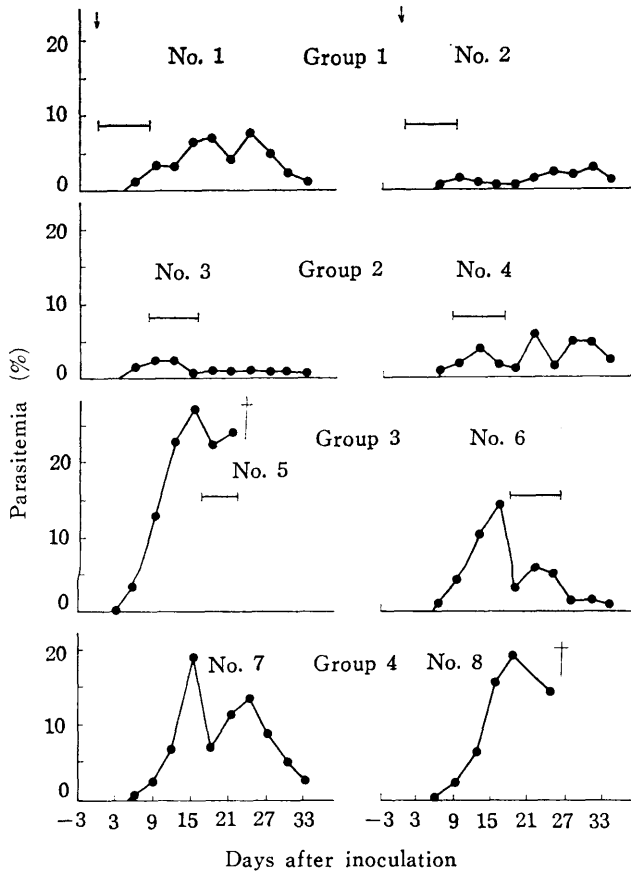 20
10
0
No. 1 Group 1 No. 2
20
10
0
No. 3 Group 2 No. 4
20
10
0
No. 5 Group 3 No. 6
20
10
0
No. 7 Group 4 No. 8
Parasitemia (%)
−3 3 9 15 21 27 33 −3 3 9 15 21 27 33
Days after inoculation